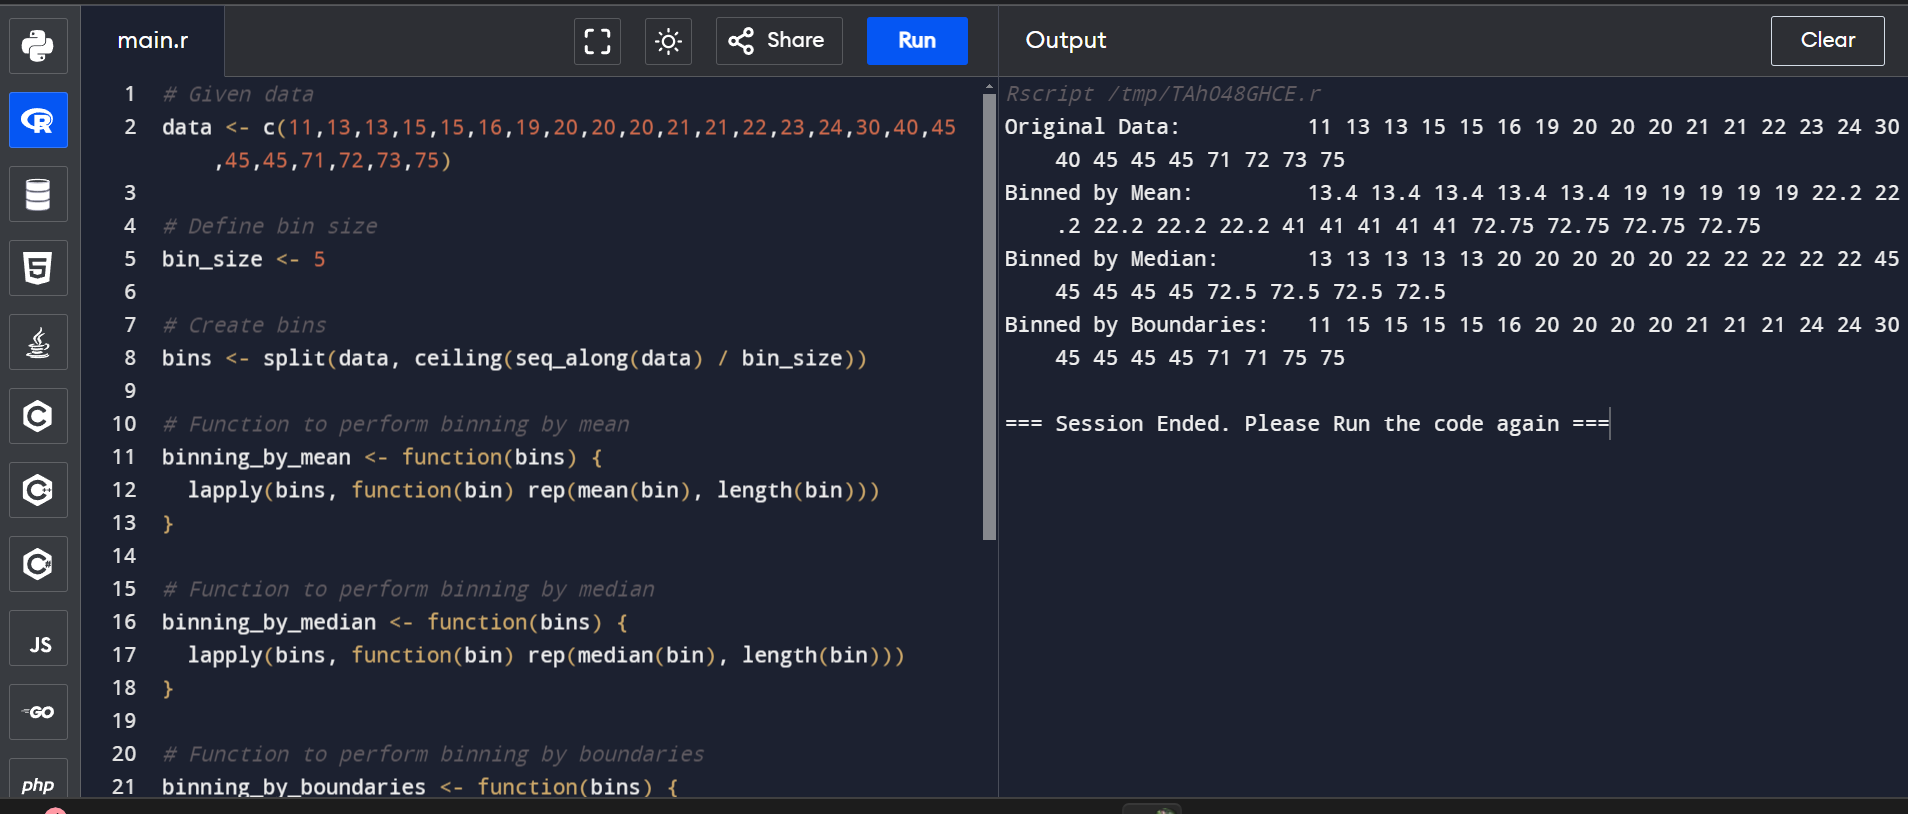 main.r
Share
Run
Output
Clear
1 # Given data
2 data <- c(11,13,13,15,15,16,19,20,20,20,21,21,22,23,24,30,40,45
,45,45,71,72,73,75)
3
4 # Define bin size
5 bin_size <- 5
6
7 # Create bins
8 bins <- split(data, ceiling(seq_along(data) / bin_size))
9
10 # Function to perform binning by mean
11 binning_by_mean <- function(bins) {
12 lapply(bins, function(bin) rep(mean(bin), length(bin)))
13 }
14
15 # Function to perform binning by median
16 binning_by_median <- function(bins) {
17 lapply(bins, function(bin) rep(median(bin), length(bin)))
18 }
19
20 # Function to perform binning by boundaries
21 binning_by_boundaries <- function(bins) {
Rscript /tmp/TAhO48GHCE.r
Original Data: 11 13 13 15 15 16 19 20 20 20 21 21 22 23 24 30
40 45 45 45 71 72 73 75
Binned by Mean: 13.4 13.4 13.4 13.4 13.4 19 19 19 19 19 22.2 22
.2 22.2 22.2 22.2 41 41 41 41 41 72.75 72.75 72.75 72.75
Binned by Median: 13 13 13 13 13 20 20 20 20 20 22 22 22 22 22 45
45 45 45 45 72.5 72.5 72.5 72.5
Binned by Boundaries: 11 15 15 15 15 16 20 20 20 20 21 21 21 24 24 30
45 45 45 45 71 71 75 75
=== Session Ended. Please Run the code again ===
R
5
C
C++
C#
JS
GO
php